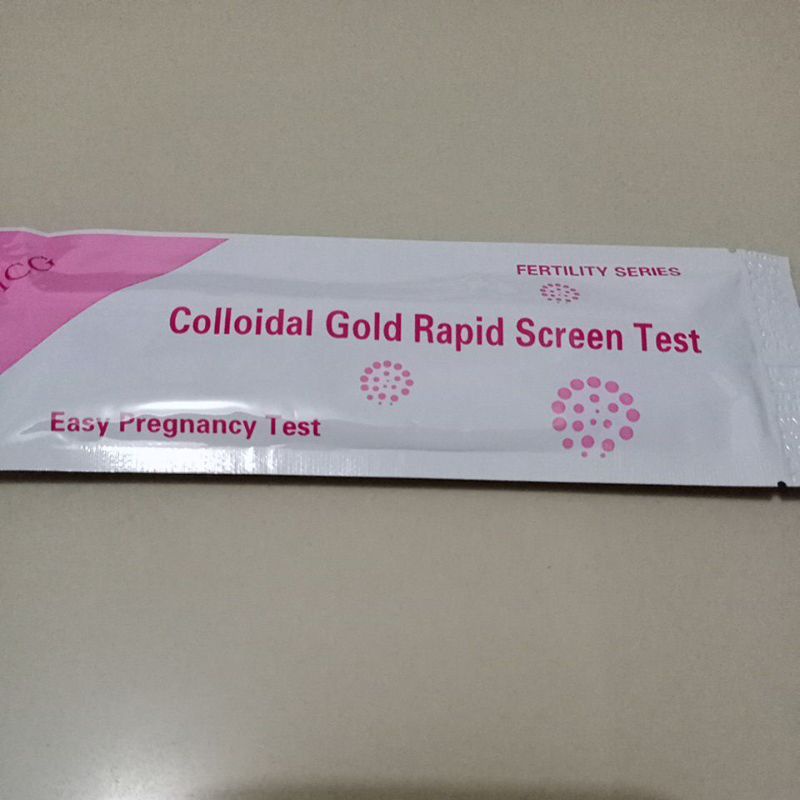 FERTILITY SERIES
Colloidal Gold Rapid Screen Test
Easy Pregnancy Test